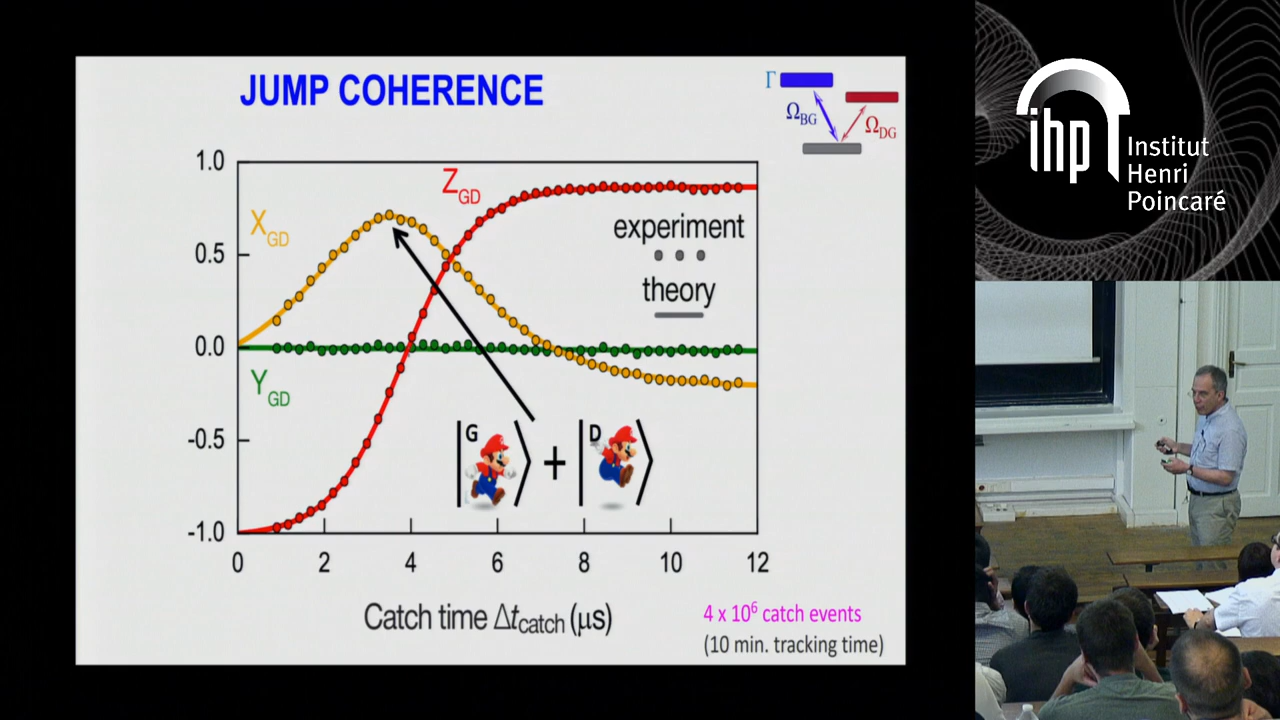 JUMP COHERENCE
Γ
Ω_BG
Ω_DG
1.0
0.5
0.0
-0.5
-1.0
X_GD
Z_GD
Y_GD
experiment
theory
|G⟩ + |D⟩
0 2 4 6 8 10 12
Catch time Δt_catch (μs)
4 x 10⁶ catch events
(10 min. tracking time)
ihp
Institut
Henri
Poincaré